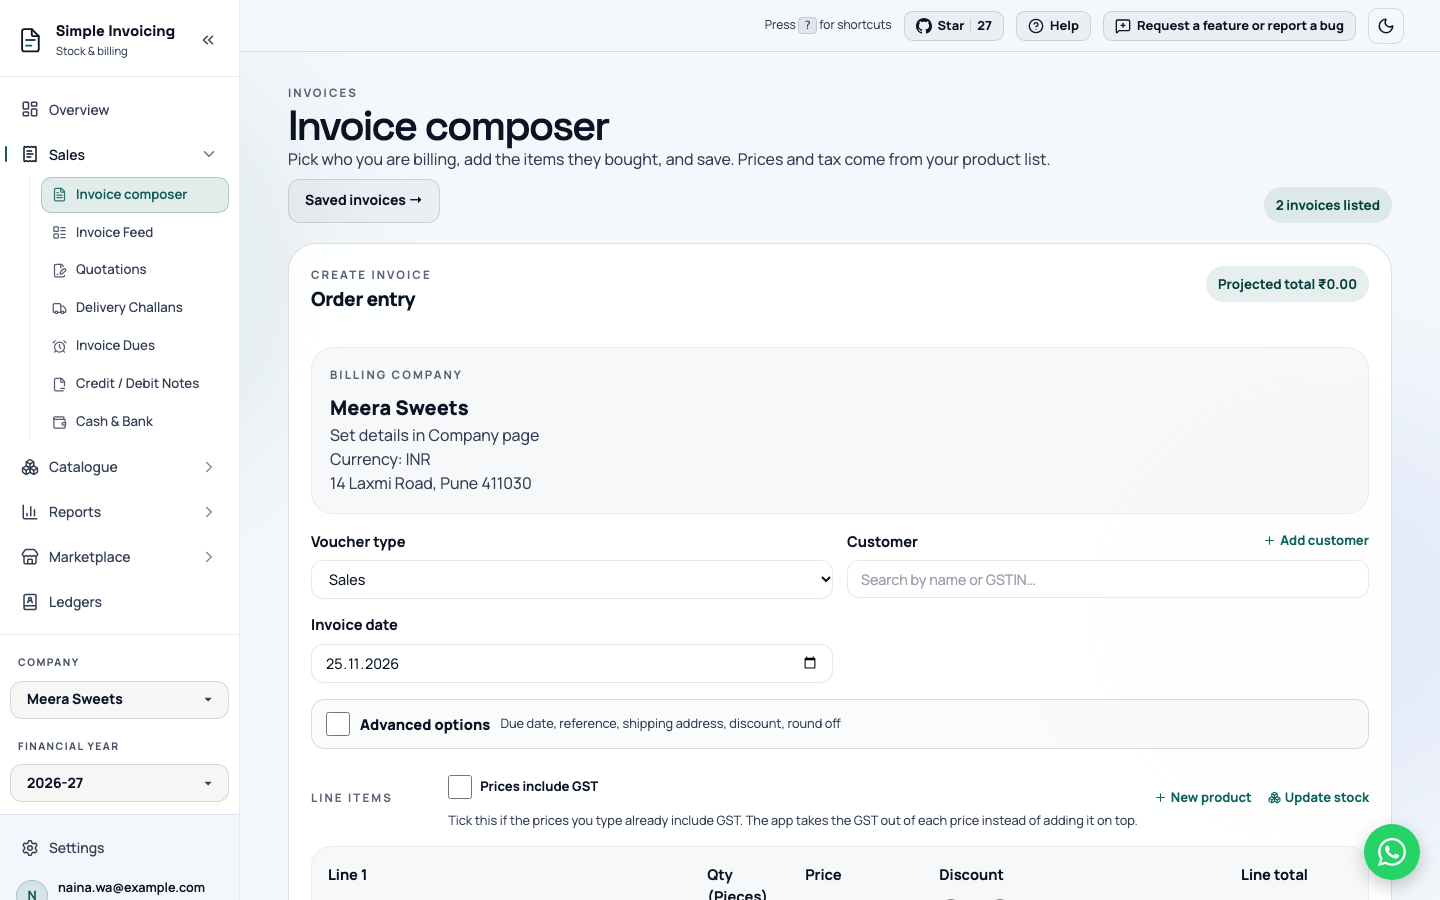 Simple Invoicing
Stock & billing
Overview
Sales
Invoice composer
Invoice Feed
Quotations
Delivery Challans
Invoice Dues
Credit / Debit Notes
Cash & Bank
Catalogue
Reports
Marketplace
Ledgers
COMPANY
Meera Sweets
FINANCIAL YEAR
2026-27
Settings
N
naina.wa@example.com
Press ? for shortcuts
Star 27
Help
Request a feature or report a bug
INVOICES
Invoice composer
Pick who you are billing, add the items they bought, and save. Prices and tax come from your product list.
Saved invoices →
2 invoices listed
CREATE INVOICE
Order entry
Projected total ₹0.00
BILLING COMPANY
Meera Sweets
Set details in Company page
Currency: INR
14 Laxmi Road, Pune 411030
Voucher type
Sales
Customer
+ Add customer
Search by name or GSTIN...
Invoice date
25.11.2026
Advanced options Due date, reference, shipping address, discount, round off
LINE ITEMS
Prices include GST
Tick this if the prices you type already include GST. The app takes the GST out of each price instead of adding it on top.
+ New product
Update stock
Line 1
Qty
(Pieces)
Price
Discount
Line total